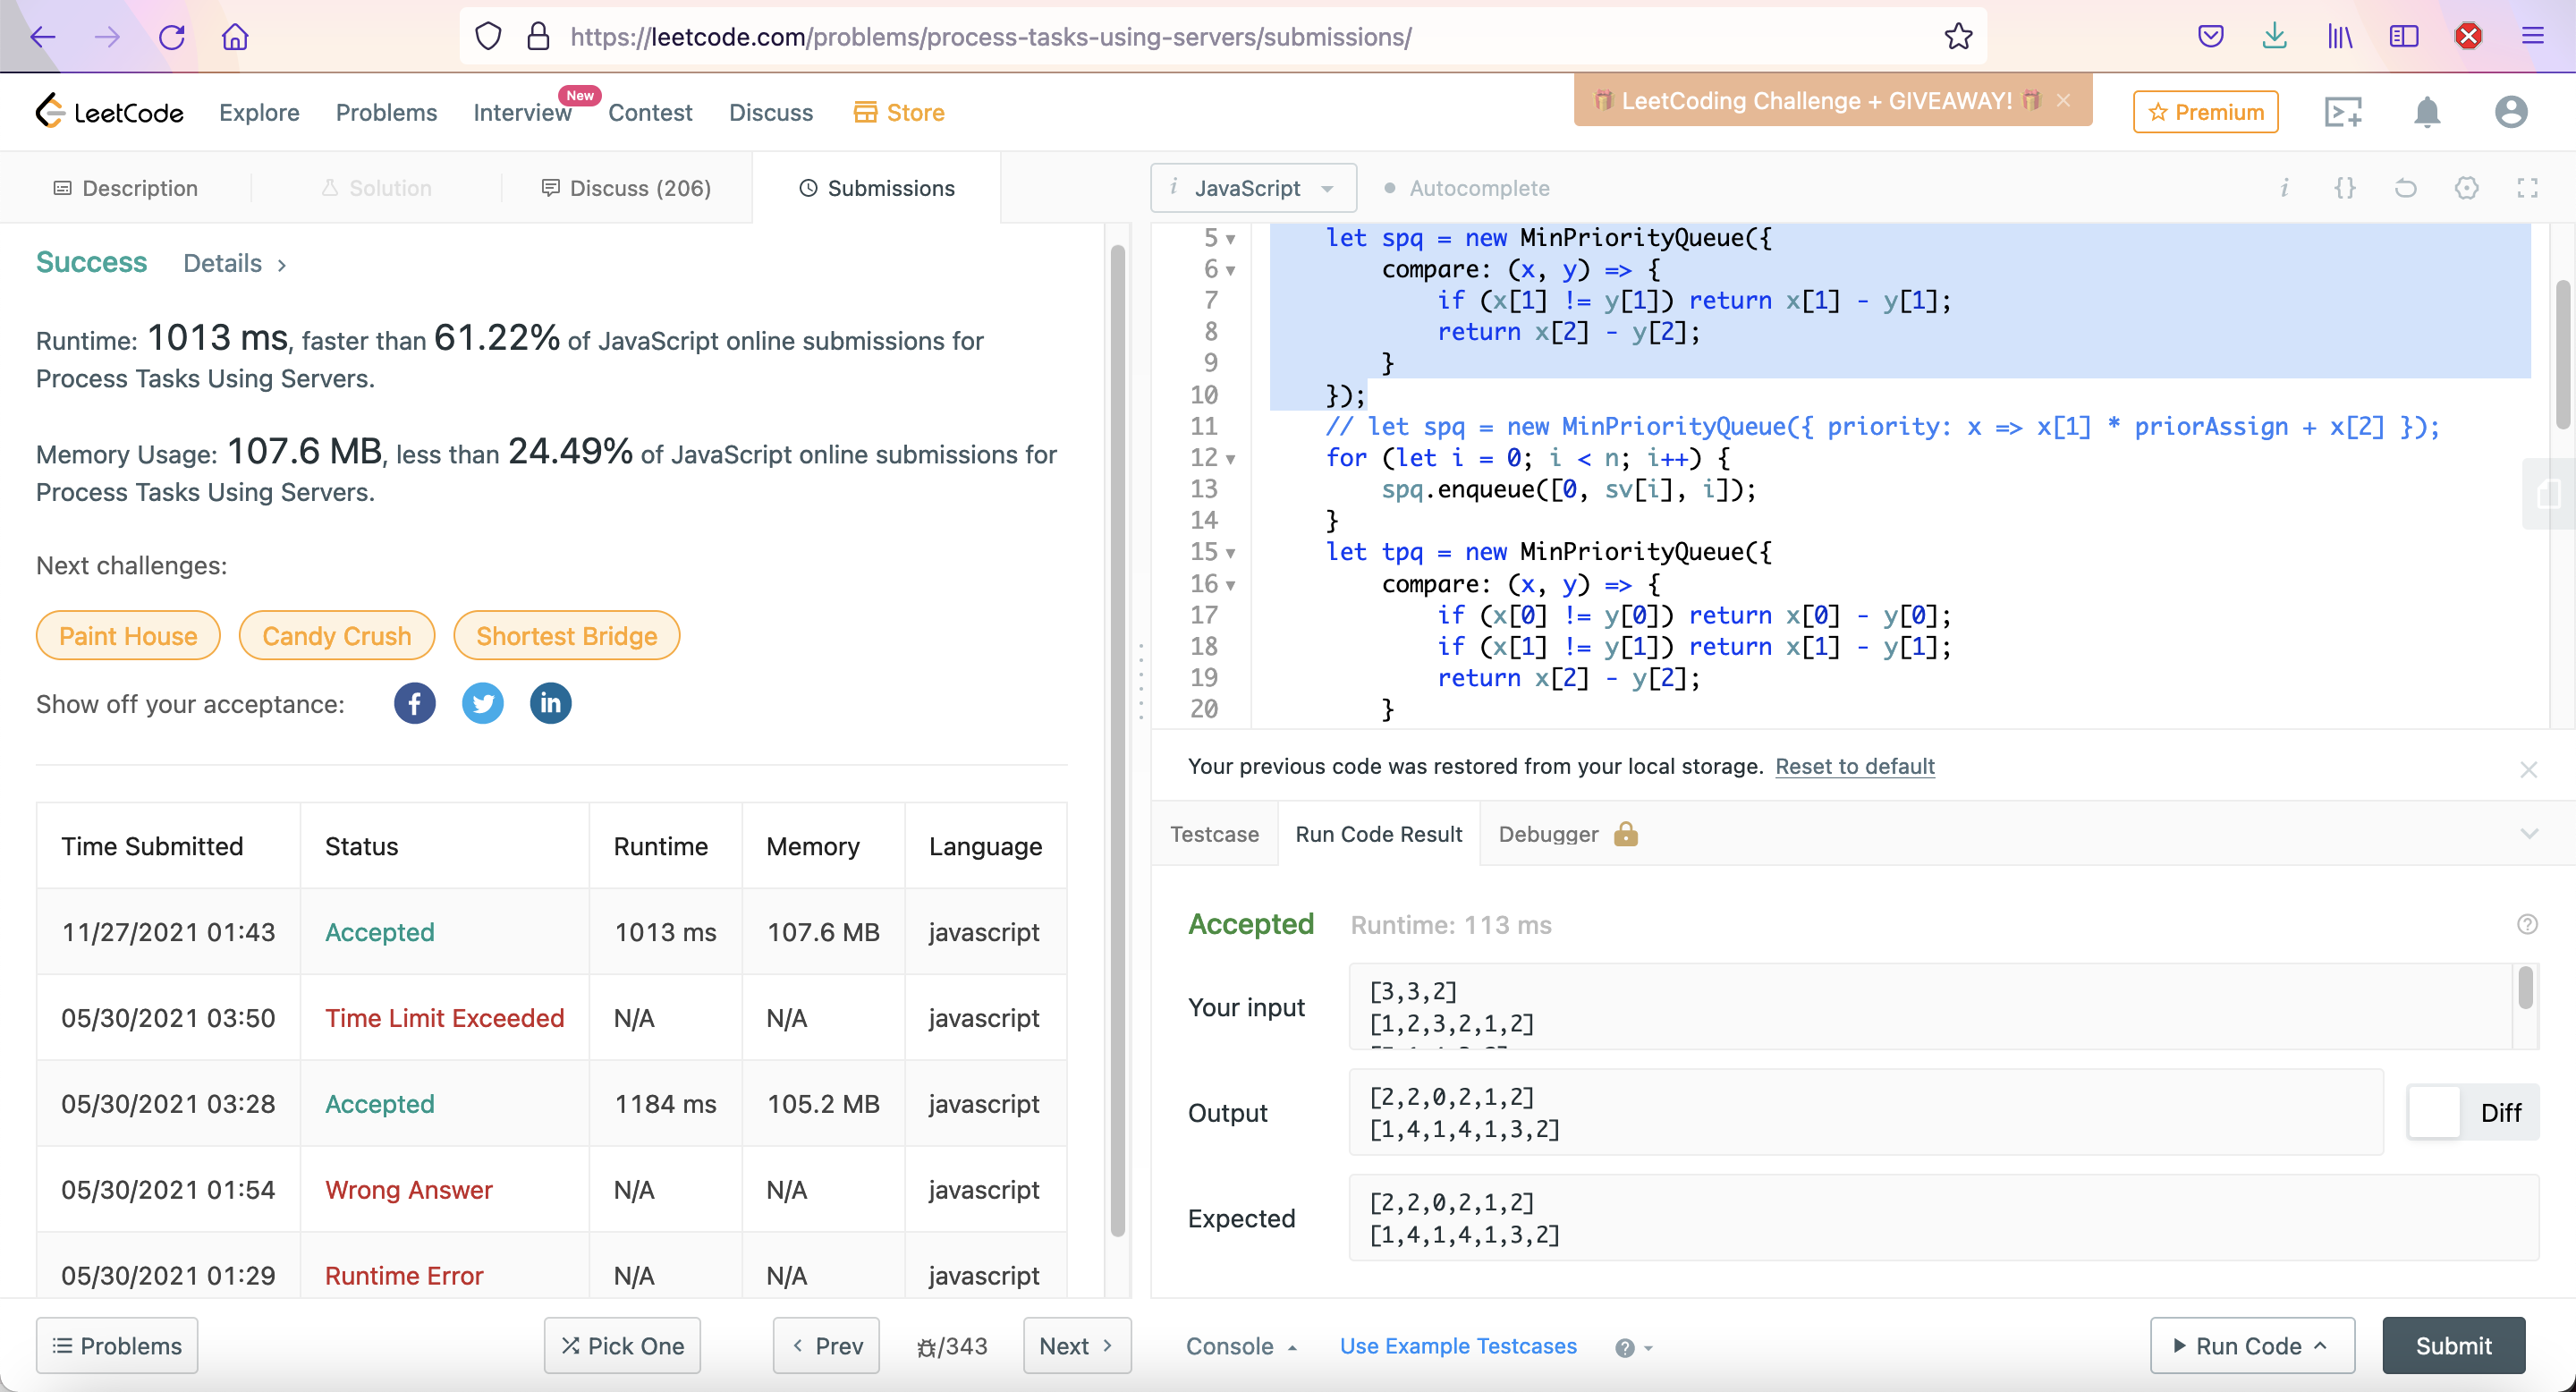 https://leetcode.com/problems/process-tasks-using-servers/submissions/
LeetCode
Explore
Problems
Interview
New
Contest
Discuss
Store
LeetCoding Challenge + GIVEAWAY!
Premium
Description
Solution
Discuss (206)
Submissions
Success
Details
Runtime: 1013 ms, faster than 61.22% of JavaScript online submissions for
Process Tasks Using Servers.
Memory Usage: 107.6 MB, less than 24.49% of JavaScript online submissions for
Process Tasks Using Servers.
Next challenges:
Paint House
Candy Crush
Shortest Bridge
Show off your acceptance:
Time Submitted Status Runtime Memory Language
11/27/2021 01:43 Accepted 1013 ms 107.6 MB javascript
05/30/2021 03:50 Time Limit Exceeded N/A N/A javascript
05/30/2021 03:28 Accepted 1184 ms 105.2 MB javascript
05/30/2021 01:54 Wrong Answer N/A N/A javascript
05/30/2021 01:29 Runtime Error N/A N/A javascript
Problems
Pick One
Prev
/343
Next
i JavaScript
Autocomplete
5 let spq = new MinPriorityQueue({
6 compare: (x, y) => {
7 if (x[1] != y[1]) return x[1] - y[1];
8 return x[2] - y[2];
9 }
10 });
11 // let spq = new MinPriorityQueue({ priority: x => x[1] * priorAssign + x[2] });
12 for (let i = 0; i < n; i++) {
13 spq.enqueue([0, sv[i], i]);
14 }
15 let tpq = new MinPriorityQueue({
16 compare: (x, y) => {
17 if (x[0] != y[0]) return x[0] - y[0];
18 if (x[1] != y[1]) return x[1] - y[1];
19 return x[2] - y[2];
20 }
Your previous code was restored from your local storage. Reset to default
Testcase
Run Code Result
Debugger
Accepted Runtime: 113 ms
Your input
[3,3,2]
[1,2,3,2,1,2]
Output
[2,2,0,2,1,2]
[1,4,1,4,1,3,2]
Diff
Expected
[2,2,0,2,1,2]
[1,4,1,4,1,3,2]
Console
Use Example Testcases
Run Code
Submit